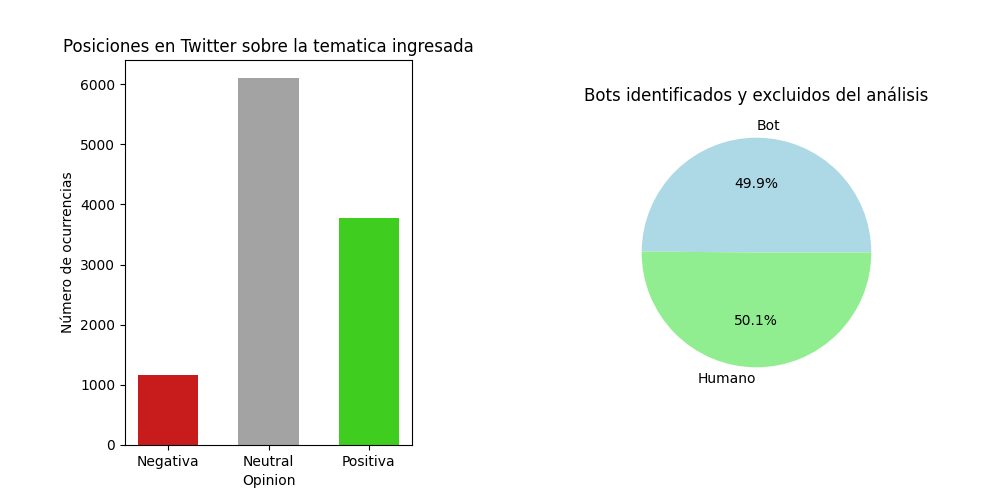 Posiciones en Twitter sobre la tematica ingresada
Número de ocurrencias
6000
5000
4000
3000
2000
1000
0
Negativa
Neutral
Positiva
Opinion
Bots identificados y excluidos del análisis
Bot
49.9%
50.1%
Humano